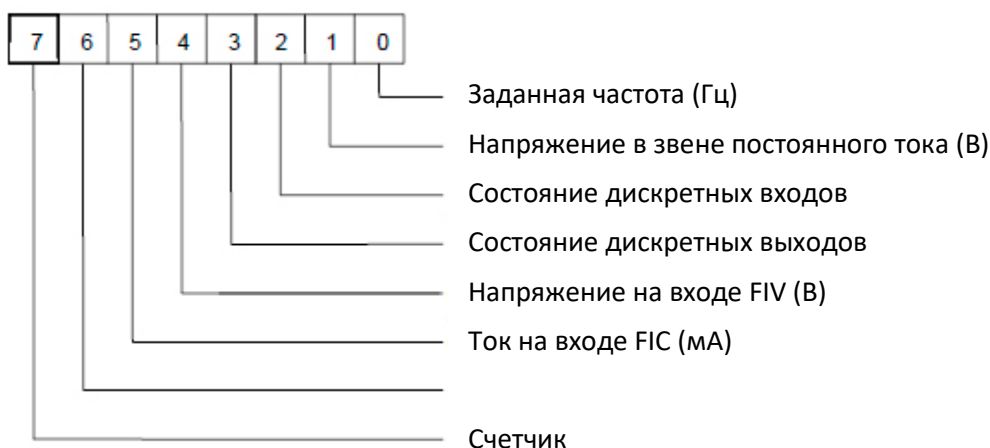 7 6 5 4 3 2 1 0
Заданная частота (Гц)
Напряжение в звене постоянного тока (В)
Состояние дискретных входов
Состояние дискретных выходов
Напряжение на входе FIV (В)
Ток на входе FIC (мА)
Счетчик